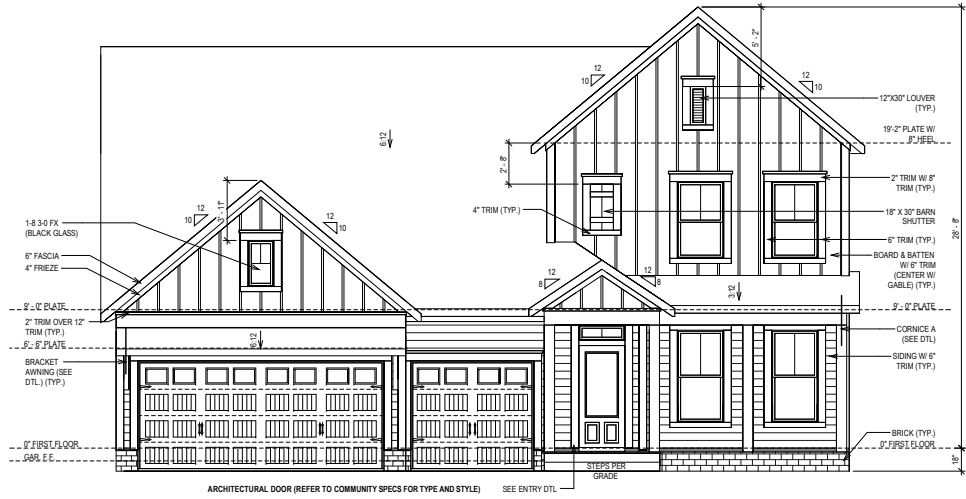 12
10
12
10
5' - 2"
12"X30" LOUVER
(TYP.)
19'-2" PLATE W/
8" HEEL
6:12
2' - 8"
2" TRIM W/ 8"
TRIM (TYP.)
12
10
12
10
3' - 11"
1-8 3-0 FX
(BLACK GLASS)
4" TRIM (TYP.)
18" X 30" BARN
SHUTTER
6" TRIM (TYP.)
28' - 8"
6" FASCIA
4" FRIEZE
BOARD & BATTEN
W/ 6" TRIM
(CENTER W/
GABLE) (TYP.)
12
8
12
8
3:12
9' - 0" PLATE
9' - 0" PLATE
2" TRIM OVER 12"
TRIM (TYP.)
6' - 6" PLATE
6:12
CORNICE A
(SEE DTL)
BRACKET
AWNING (SEE
DTL.) (TYP.)
SIDING W/ 6"
TRIM (TYP.)
BRICK (TYP.)
0" FIRST FLOOR
0" FIRST FLOOR
GAR. F.F.
18"
STEPS PER
GRADE
ARCHITECTURAL DOOR (REFER TO COMMUNITY SPECS FOR TYPE AND STYLE)
SEE ENTRY DTL